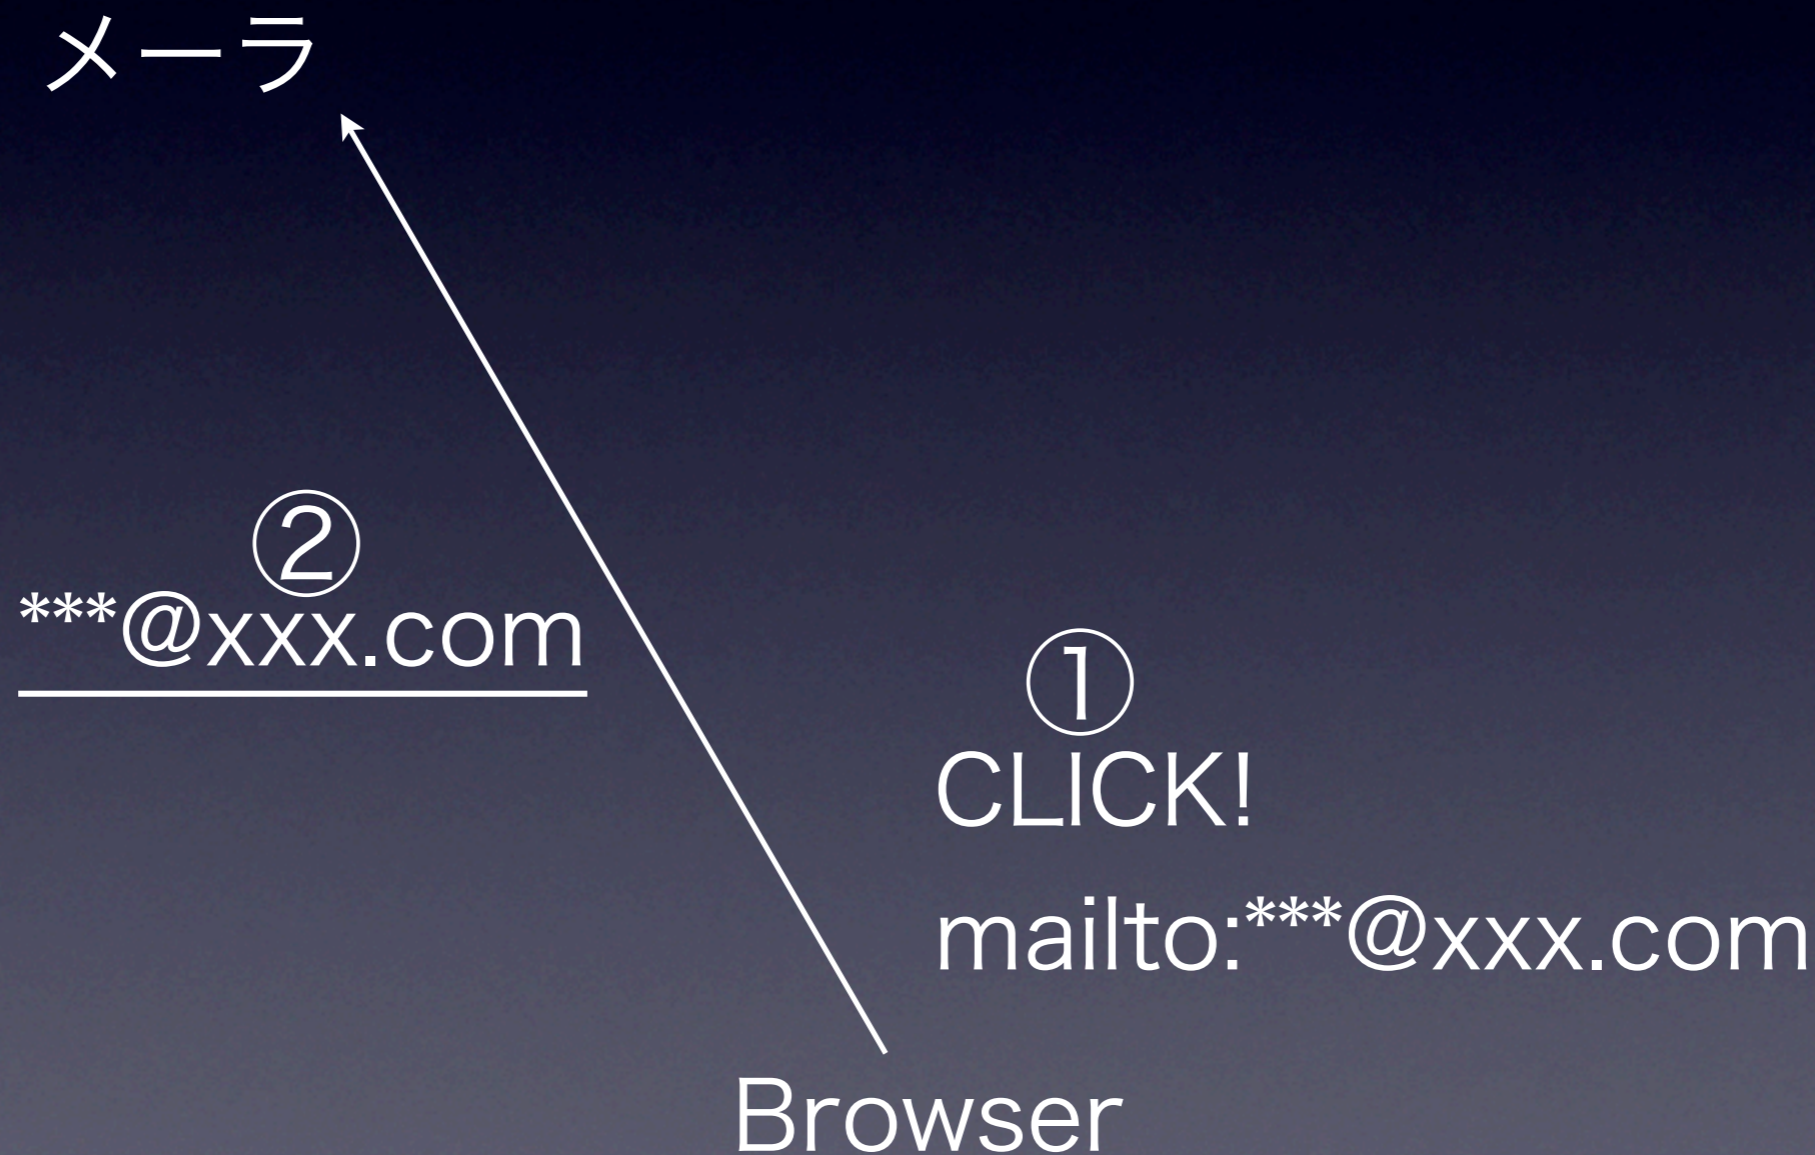 メーラ
②
***@xxx.com
①
CLICK!
mailto:***@xxx.com
Browser